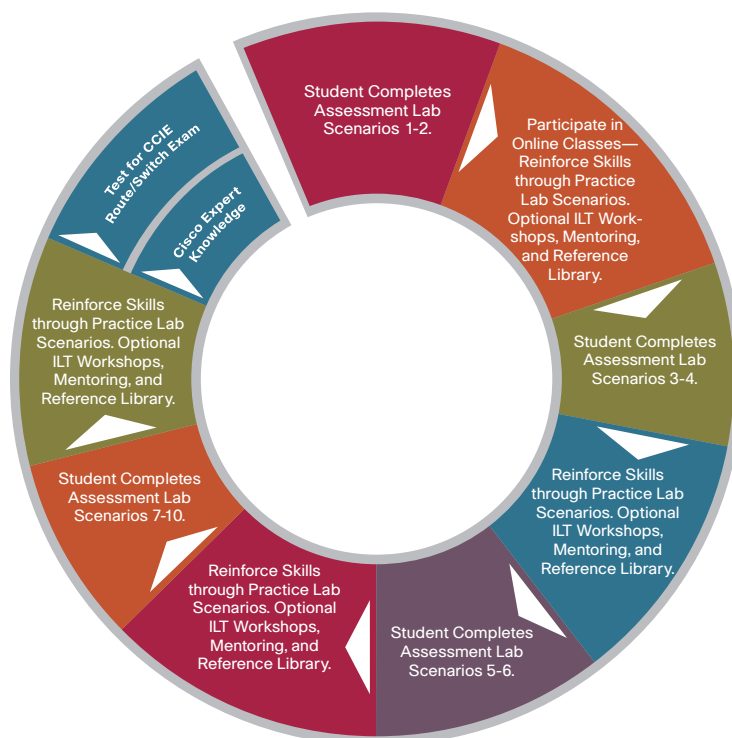 Student Completes
Assessment Lab
Scenarios 1-2.
Participate in
Online Classes—
Reinforce Skills
through Practice
Lab Scenarios.
Optional ILT Work-
shops, Mentoring,
and Reference
Library.
Student Completes
Assessment Lab
Scenarios 3-4.
Reinforce Skills
through Practice Lab
Scenarios. Optional
ILT Workshops,
Mentoring, and
Reference Library.
Student Completes
Assessment Lab
Scenarios 5-6.
Reinforce Skills
through Practice Lab
Scenarios. Optional
ILT Workshops,
Mentoring, and
Reference Library.
Student Completes
Assessment Lab
Scenarios 7-10.
Reinforce Skills
through Practice Lab
Scenarios. Optional
ILT Workshops,
Mentoring, and
Reference Library.
Test for CCIE
Route/Switch Exam
Cisco Expert
Knowledge